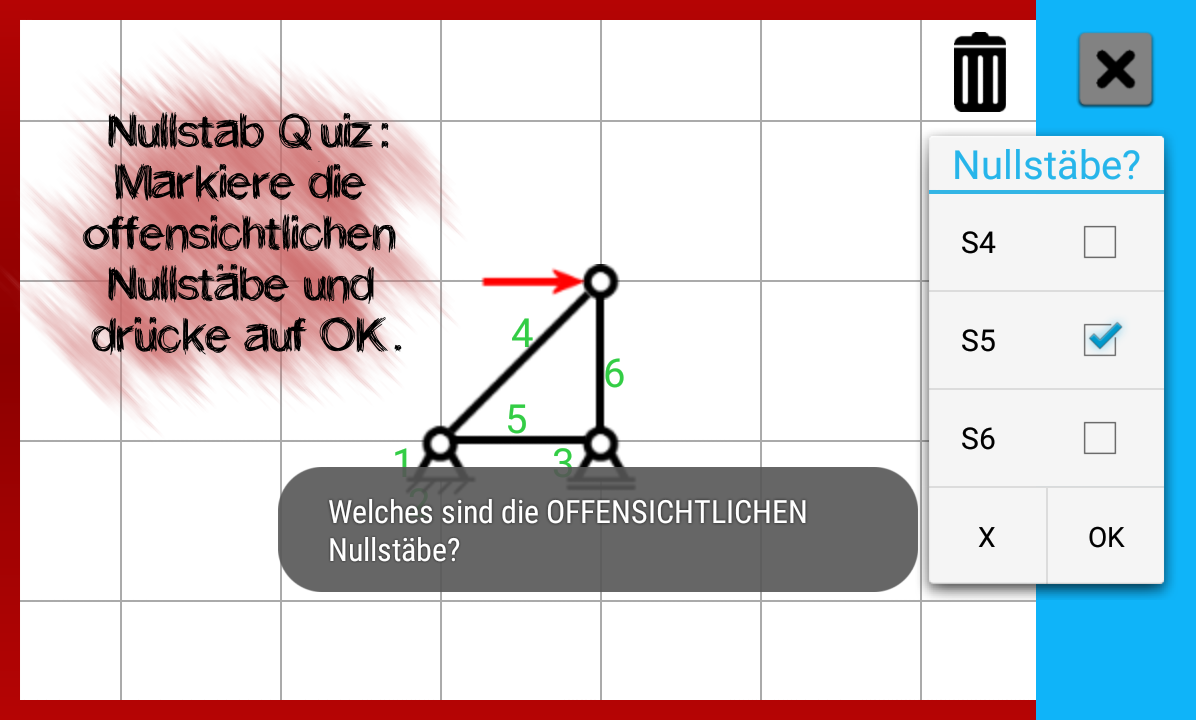 Nullstab Quiz:
Markiere die
offensichtlichen
Nullstäbe und
drücke auf OK.
4
6
5
1
3
2
Welches sind die OFFENSICHTLICHEN
Nullstäbe?
Nullstäbe?
S4
S5
S6
X
OK